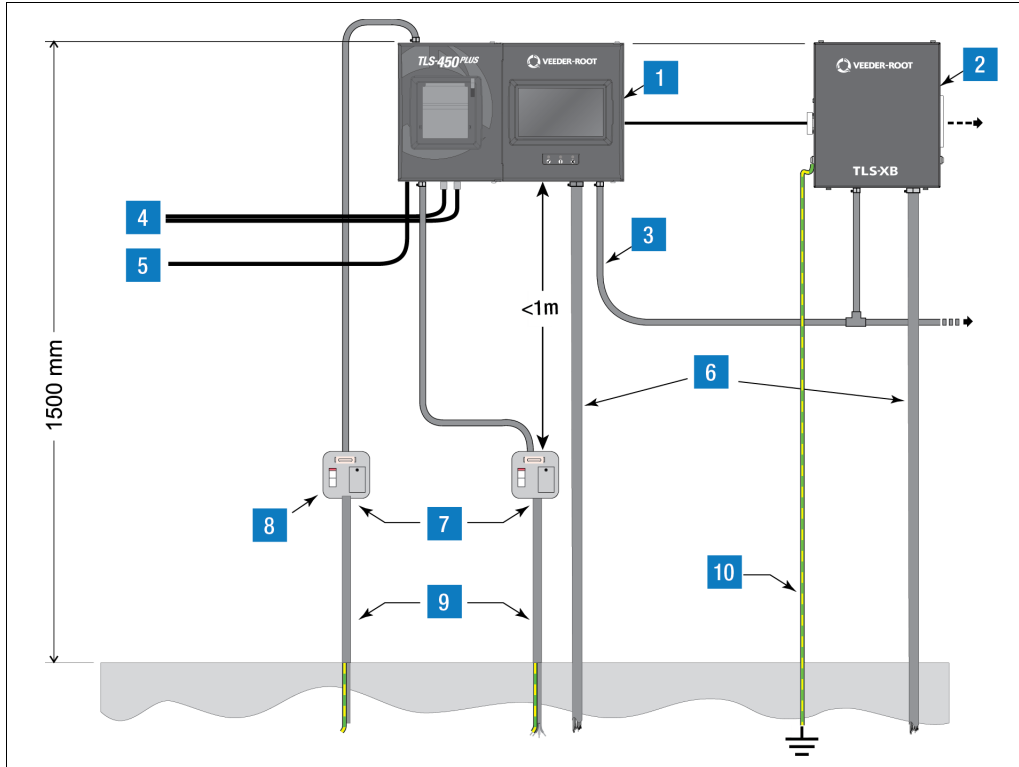 TLS-450PLUS
VEEDER-ROOT
VEEDER-ROOT
1
2
TLS-XB
4
3
5
<1m
1500 mm
6
8
7
10
9